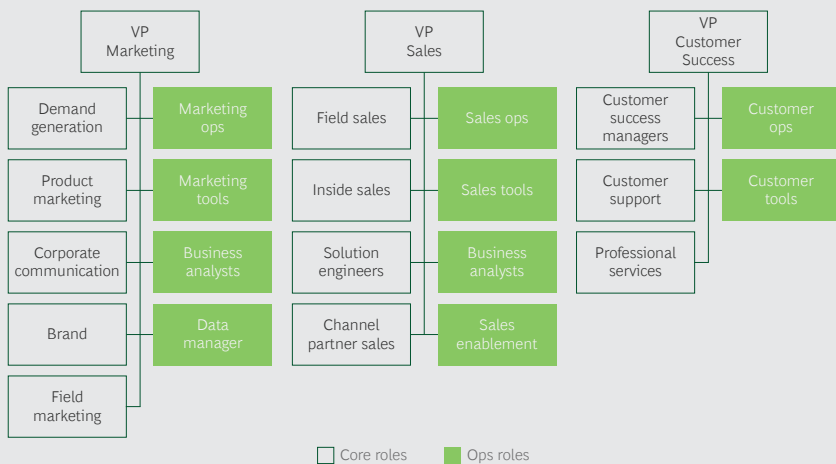 VP
Marketing
Demand
generation
Marketing
ops
Product
marketing
Marketing
tools
Corporate
communication
Business
analysts
Brand
Data
manager
Field
marketing
VP
Sales
Field sales
Sales ops
Inside sales
Sales tools
Solution
engineers
Business
analysts
Channel
partner sales
Sales
enablement
VP
Customer
Success
Customer
success
managers
Customer
ops
Customer
support
Customer
tools
Professional
services
Core roles
Ops roles